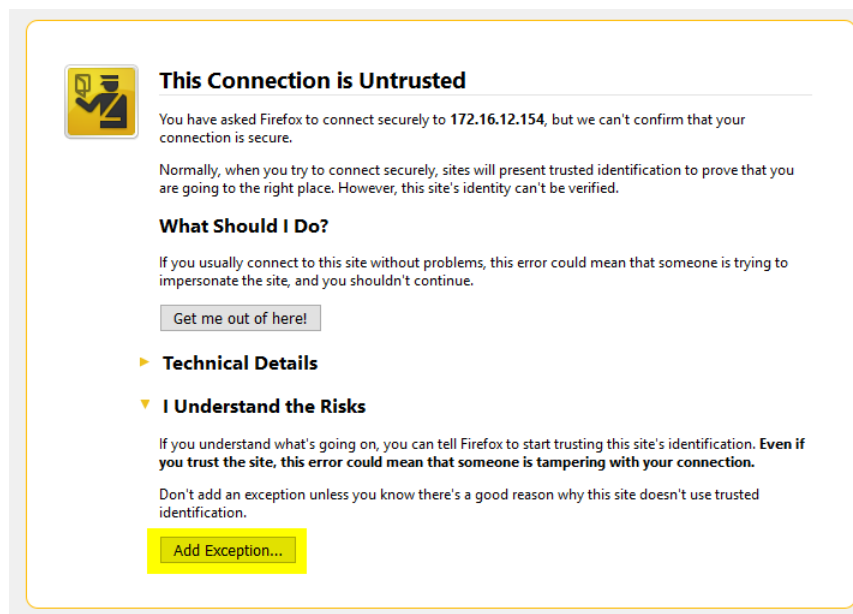 This Connection is Untrusted
You have asked Firefox to connect securely to 172.16.12.154, but we can't confirm that your
connection is secure.
Normally, when you try to connect securely, sites will present trusted identification to prove that you
are going to the right place. However, this site's identity can't be verified.
What Should I Do?
If you usually connect to this site without problems, this error could mean that someone is trying to
impersonate the site, and you shouldn't continue.
Get me out of here!
Technical Details
I Understand the Risks
If you understand what's going on, you can tell Firefox to start trusting this site's identification. Even if
you trust the site, this error could mean that someone is tampering with your connection.
Don't add an exception unless you know there's a good reason why this site doesn't use trusted
identification.
Add Exception...